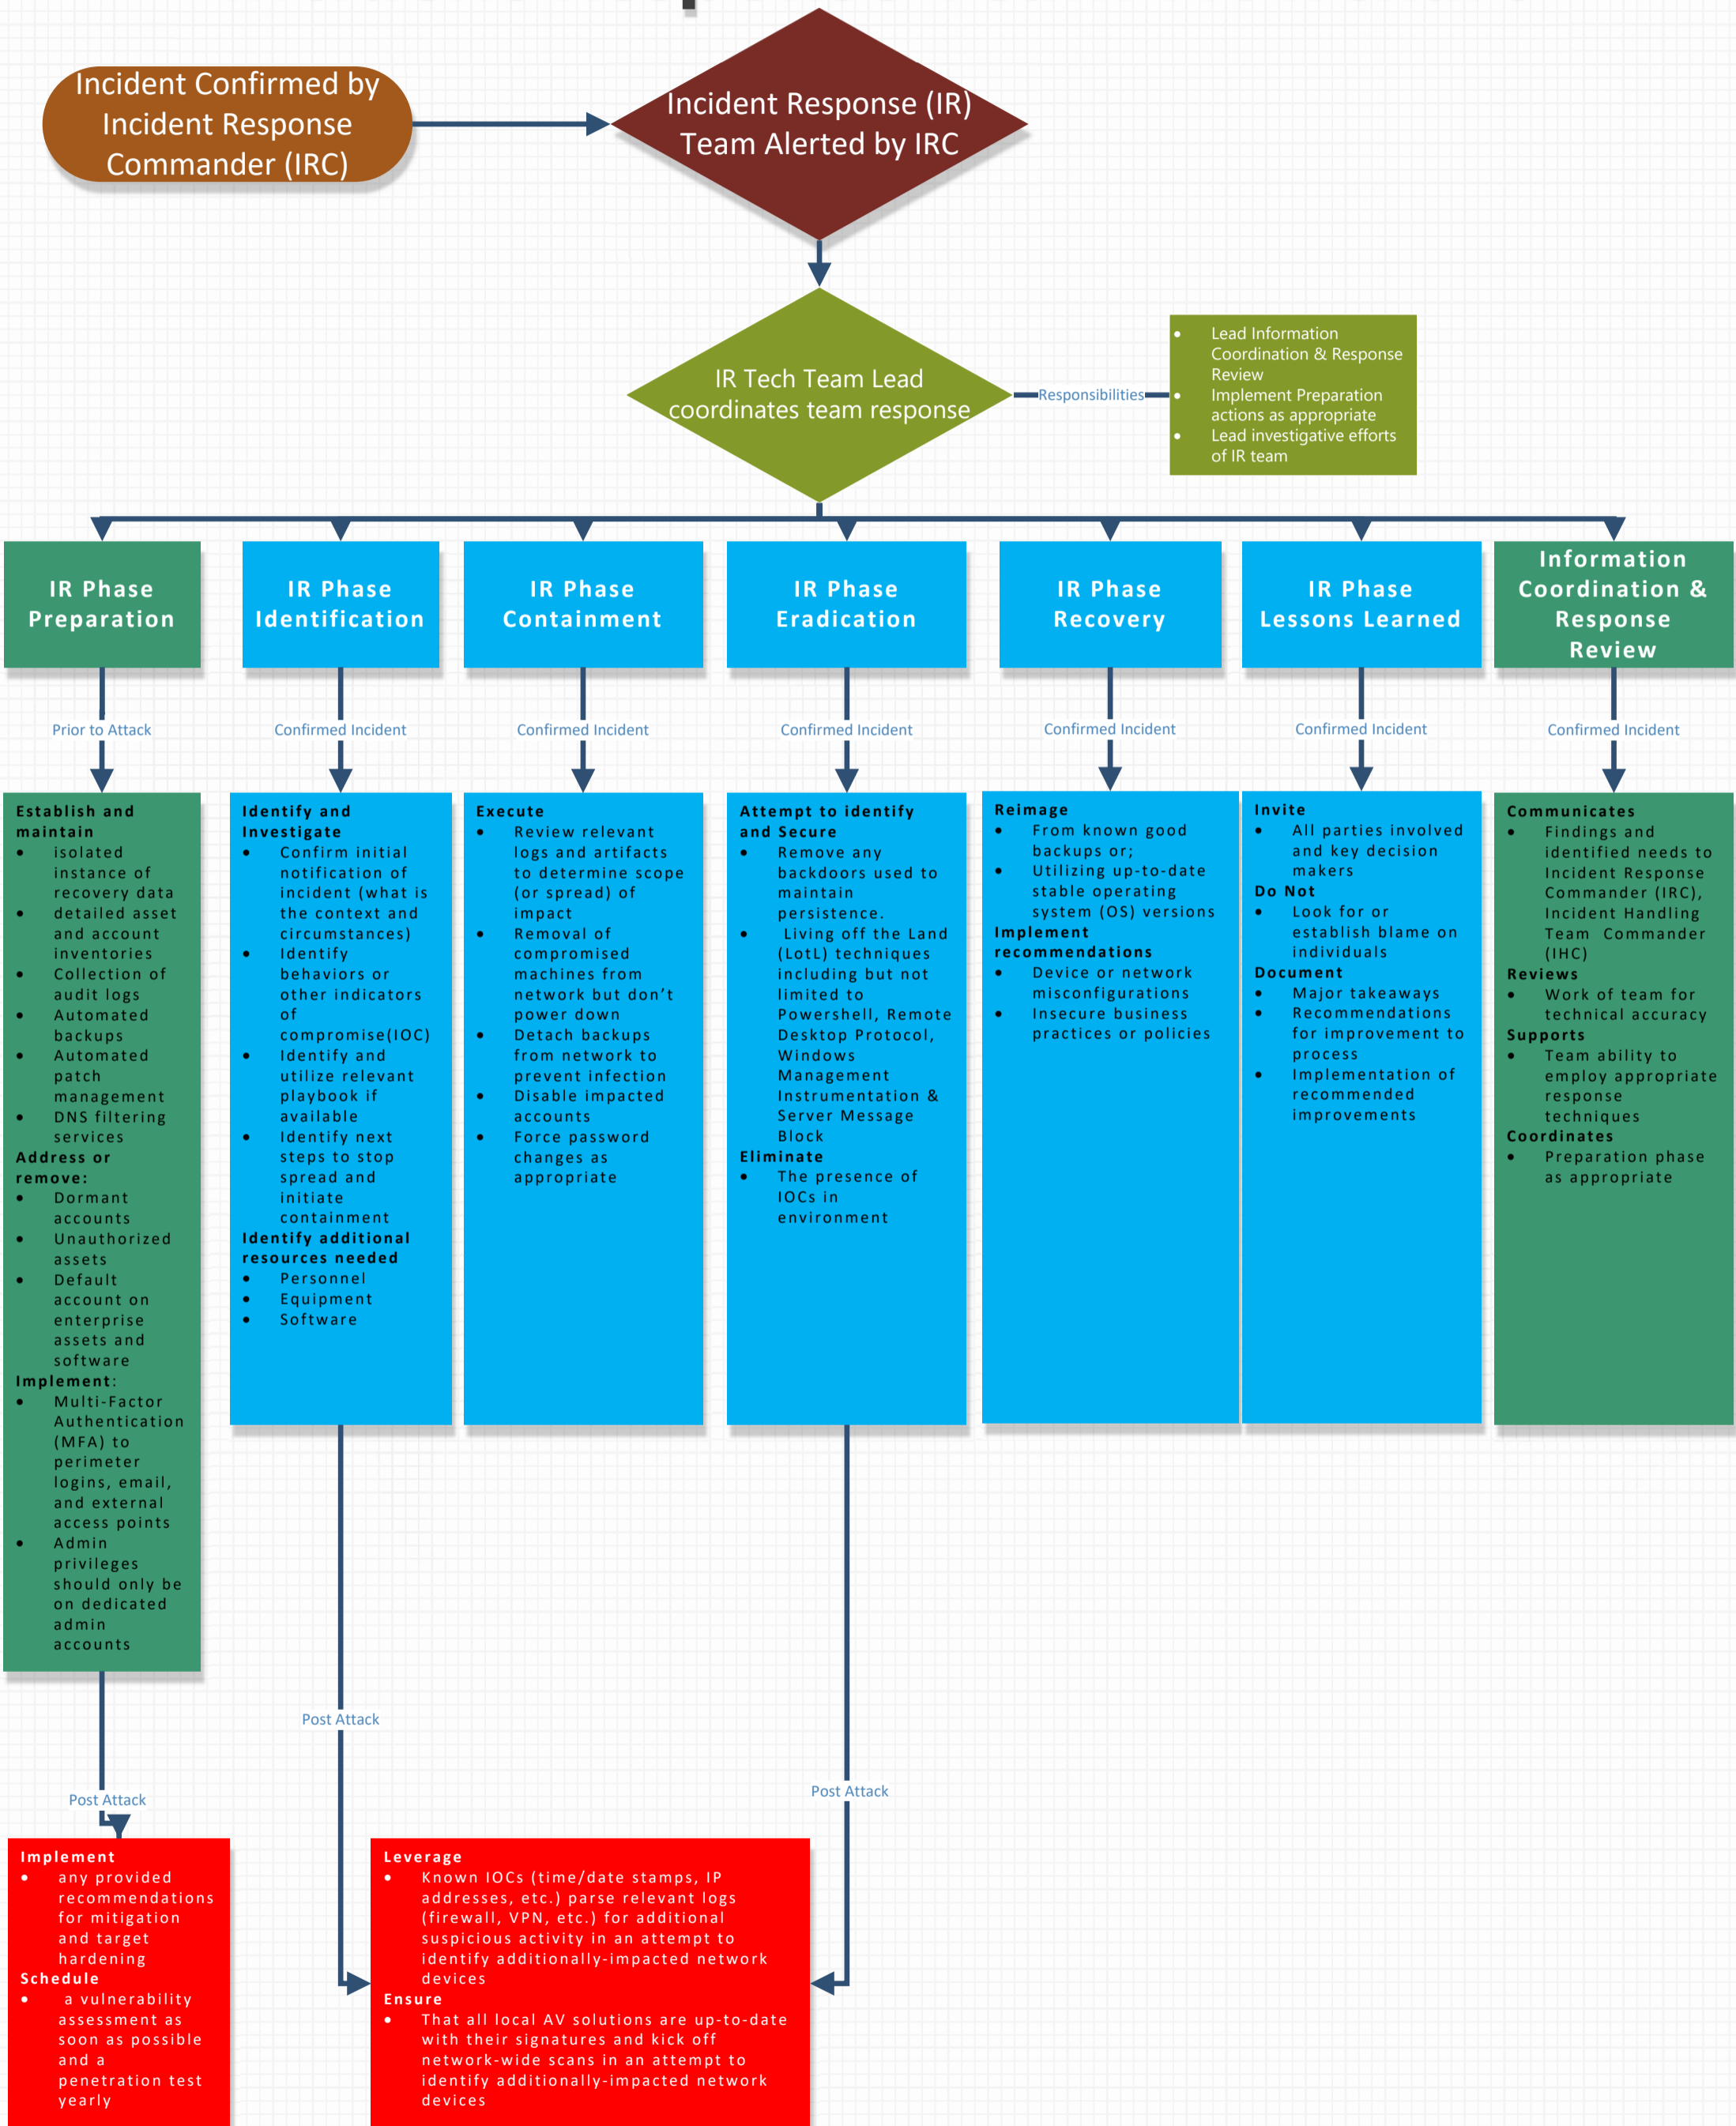 Incident Confirmed by
Incident Response
Commander (IRC)
Incident Response (IR)
Team Alerted by IRC
IR Tech Team Lead
coordinates team response
Responsibilities
• Lead Information
Coordination & Response
Review
• Implement Preparation
actions as appropriate
• Lead investigative efforts
of IR team
IR Phase
Preparation
IR Phase
Identification
IR Phase
Containment
IR Phase
Eradication
IR Phase
Recovery
IR Phase
Lessons Learned
Information
Coordination &
Response
Review
Prior to Attack
Confirmed Incident
Confirmed Incident
Confirmed Incident
Confirmed Incident
Confirmed Incident
Confirmed Incident
Establish and
maintain
• isolated
instance of
recovery data
• detailed asset
and account
inventories
• Collection of
audit logs
• Automated
backups
• Automated
patch
management
• DNS filtering
services
Address or
remove:
• Dormant
accounts
• Unauthorized
assets
• Default
account on
enterprise
assets and
software
Implement:
• Multi-Factor
Authentication
(MFA) to
perimeter
logins, email,
and external
access points
• Admin
privileges
should only be
on dedicated
admin
accounts
Identify and
Investigate
• Confirm initial
notification of
incident (what is
the context and
circumstances)
• Identify
behaviors or
other indicators
of
compromise(IOC)
• Identify and
utilize relevant
playbook if
available
• Identify next
steps to stop
spread and
initiate
containment
Identify additional
resources needed
• Personnel
• Equipment
• Software
Execute
• Review relevant
logs and artifacts
to determine scope
(or spread) of
impact
• Removal of
compromised
machines from
network but don't
power down
• Detach backups
from network to
prevent infection
• Disable impacted
accounts
• Force password
changes as
appropriate
Attempt to identify
and Secure
• Remove any
backdoors used to
maintain
persistence.
• Living off the Land
(LotL) techniques
including but not
limited to
Powershell, Remote
Desktop Protocol,
Windows
Management
Instrumentation &
Server Message
Block
Eliminate
• The presence of
IOCs in
environment
Reimage
• From known good
backups or;
• Utilizing up-to-date
stable operating
system (OS) versions
Implement
recommendations
• Device or network
misconfigurations
• Insecure business
practices or policies
Invite
• All parties involved
and key decision
makers
Do Not
• Look for or
establish blame on
individuals
Document
• Major takeaways
• Recommendations
for improvement to
process
• Implementation of
recommended
improvements
Communicates
• Findings and
identified needs to
Incident Response
Commander (IRC),
Incident Handling
Team Commander
(IHC)
Reviews
• Work of team for
technical accuracy
Supports
• Team ability to
employ appropriate
response
techniques
Coordinates
• Preparation phase
as appropriate
Post Attack
Post Attack
Post Attack
Implement
• any provided
recommendations
for mitigation
and target
hardening
Schedule
• a vulnerability
assessment as
soon as possible
and a
penetration test
yearly
Leverage
• Known IOCs (time/date stamps, IP
addresses, etc.) parse relevant logs
(firewall, VPN, etc.) for additional
suspicious activity in an attempt to
identify additionally-impacted network
devices
Ensure
• That all local AV solutions are up-to-date
with their signatures and kick off
network-wide scans in an attempt to
identify additionally-impacted network
devices